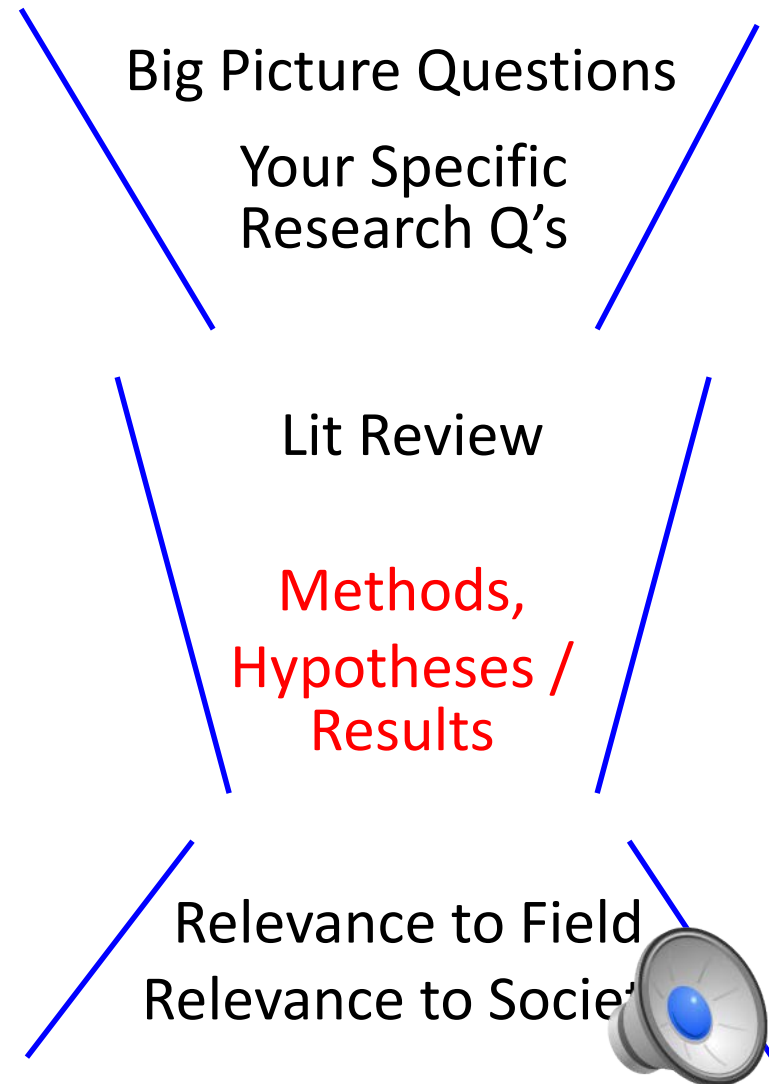 Big Picture Questions
Your Specific
Research Q’s
Lit Review
Methods,
Hypotheses /
Results
Relevance to Field
Relevance to